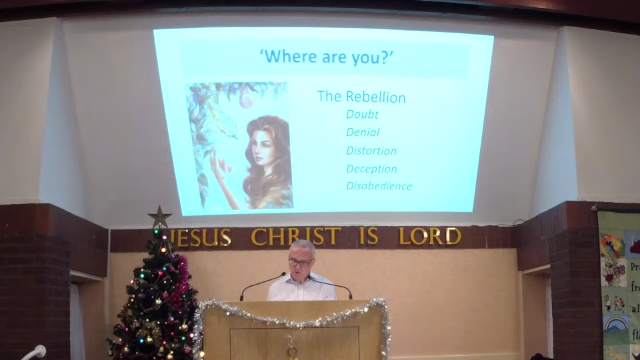 'Where are you?'
The Rebellion
Doubt
Denial
Distortion
Deception
Disobedience
JESUS CHRIST IS LORD